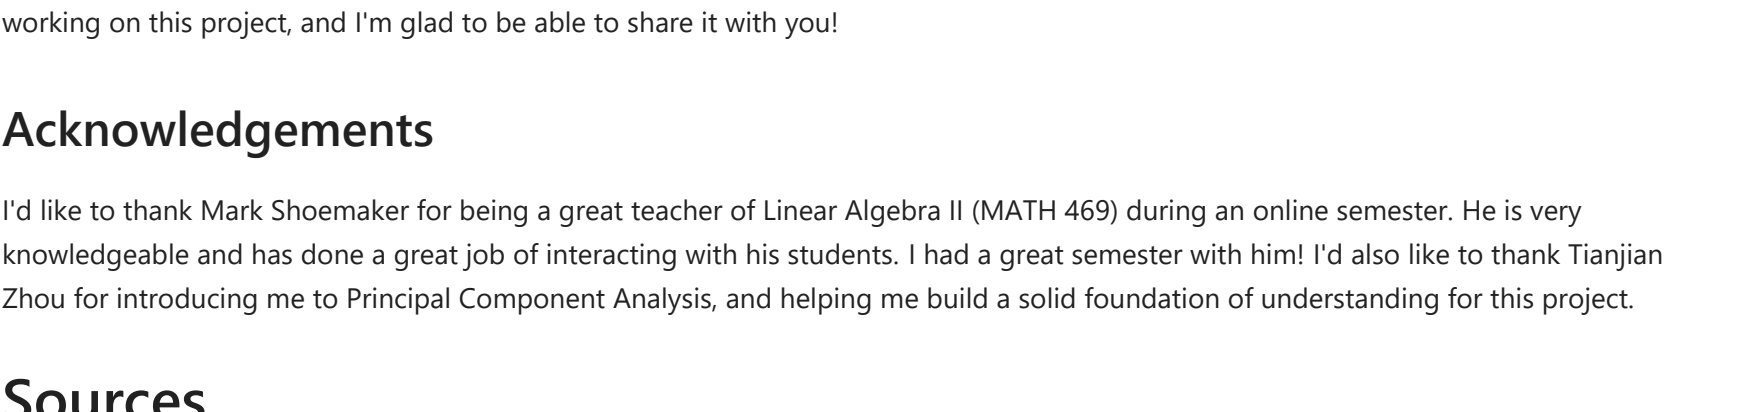 working on this project, and I'm glad to be able to share it with you!
Acknowledgements
I'd like to thank Mark Shoemaker for being a great teacher of Linear Algebra II (MATH 469) during an online semester. He is very
knowledgeable and has done a great job of interacting with his students. I had a great semester with him! I'd also like to thank Tianjian
Zhou for introducing me to Principal Component Analysis, and helping me build a solid foundation of understanding for this project.
Sources